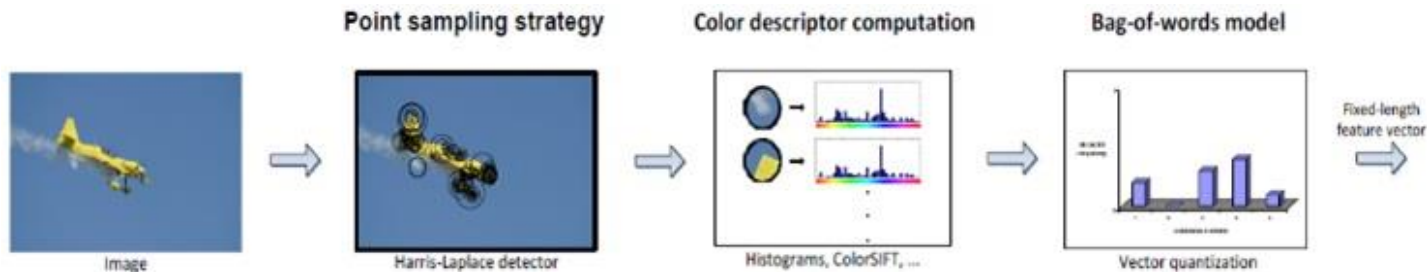 Point sampling strategy
Color descriptor computation
Bag-of-words model
Fixed-length
feature vector
Image
Harris-Laplace detector
Histograms, ColorSIFT, ...
Vector quantization